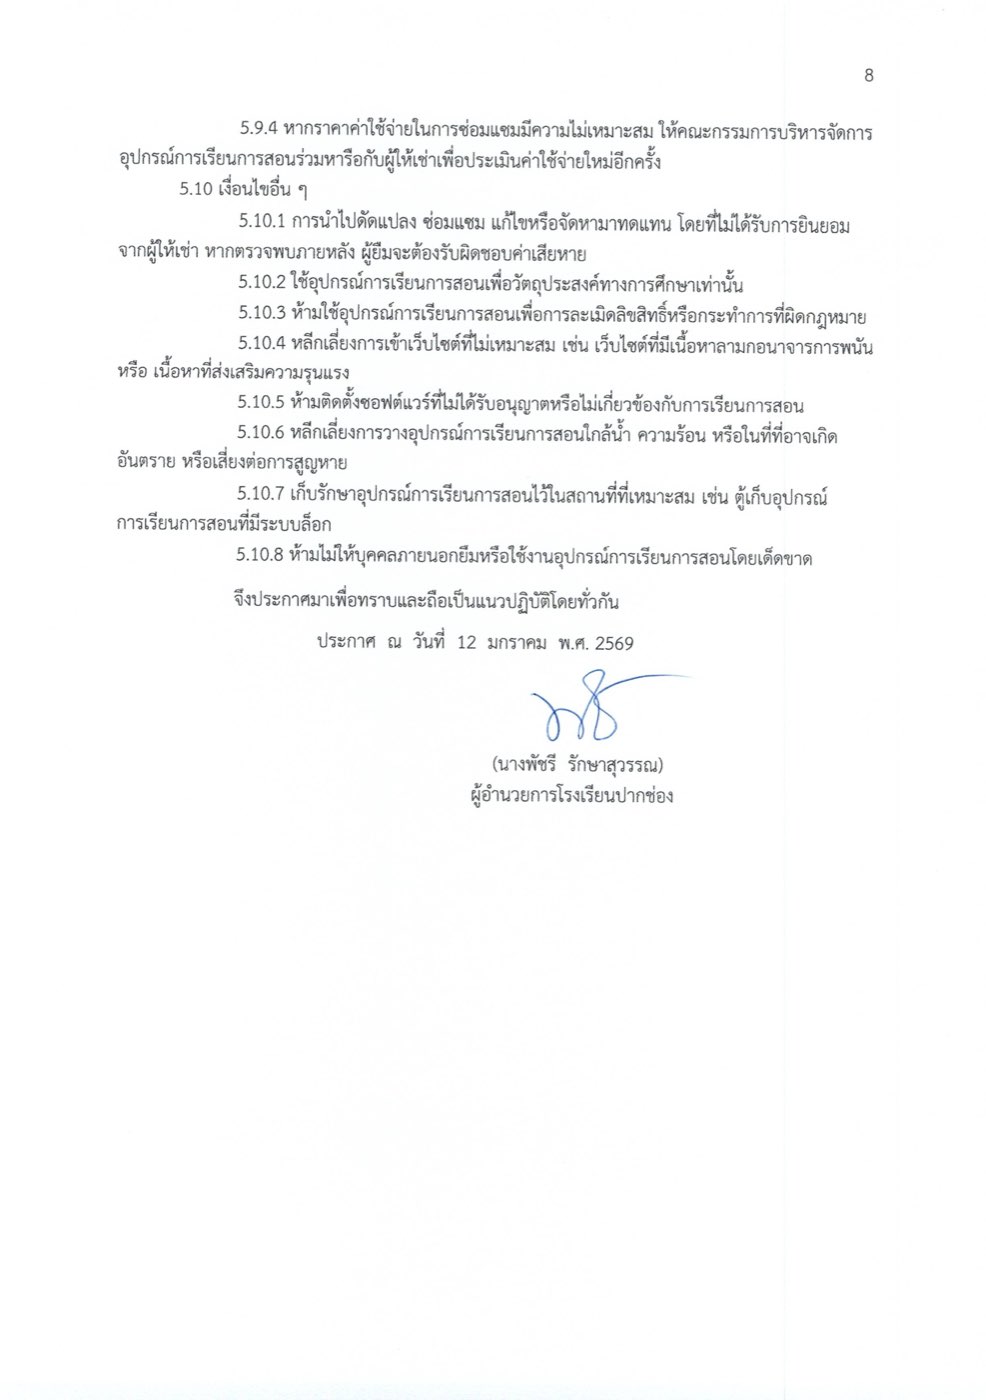 8
5.9.4 หากราคาค่าใช้จ่ายในการซ่อมแซมมีความไม่เหมาะสม ให้คณะกรรมการบริหารจัดการ
อุปกรณ์การเรียนการสอนร่วมหารือกับผู้ให้เช่าเพื่อประเมินค่าใช้จ่ายใหม่อีกครั้ง
5.10 เงื่อนไขอื่น ๆ
5.10.1 การนำไปดัดแปลง ซ่อมแซม แก้ไขหรือจัดหามาทดแทน โดยที่ไม่ได้รับการยินยอม
จากผู้ให้เช่า หากตรวจพบภายหลัง ผู้ยืมจะต้องรับผิดชอบค่าเสียหาย
5.10.2 ใช้อุปกรณ์การเรียนการสอนเพื่อวัตถุประสงค์ทางการศึกษาเท่านั้น
5.10.3 ห้ามใช้อุปกรณ์การเรียนการสอนเพื่อการละเมิดลิขสิทธิ์หรือกระทำการที่ผิดกฎหมาย
5.10.4 หลีกเลี่ยงการเข้าเว็บไซต์ที่ไม่เหมาะสม เช่น เว็บไซต์ที่มีเนื้อหาลามกอนาจารการพนัน
หรือ เนื้อหาที่ส่งเสริมความรุนแรง
5.10.5 ห้ามติดตั้งซอฟต์แวร์ที่ไม่ได้รับอนุญาตหรือไม่เกี่ยวข้องกับการเรียนการสอน
5.10.6 หลีกเลี่ยงการวางอุปกรณ์การเรียนการสอนใกล้น้ำ ความร้อน หรือในที่ที่อาจเกิด
อันตราย หรือเสี่ยงต่อการสูญหาย
5.10.7 เก็บรักษาอุปกรณ์การเรียนการสอนไว้ในสถานที่ที่เหมาะสม เช่น ตู้เก็บอุปกรณ์
การเรียนการสอนที่มีระบบล็อก
5.10.8 ห้ามไม่ให้บุคคลภายนอกยืมหรือใช้งานอุปกรณ์การเรียนการสอนโดยเด็ดขาด
จึงประกาศมาเพื่อทราบและถือเป็นแนวปฏิบัติโดยทั่วกัน
ประกาศ ณ วันที่ 12 มกราคม พ.ศ. 2569
(นางพัชรี รักษาสุวรรณ)
ผู้อำนวยการโรงเรียนปากช่อง